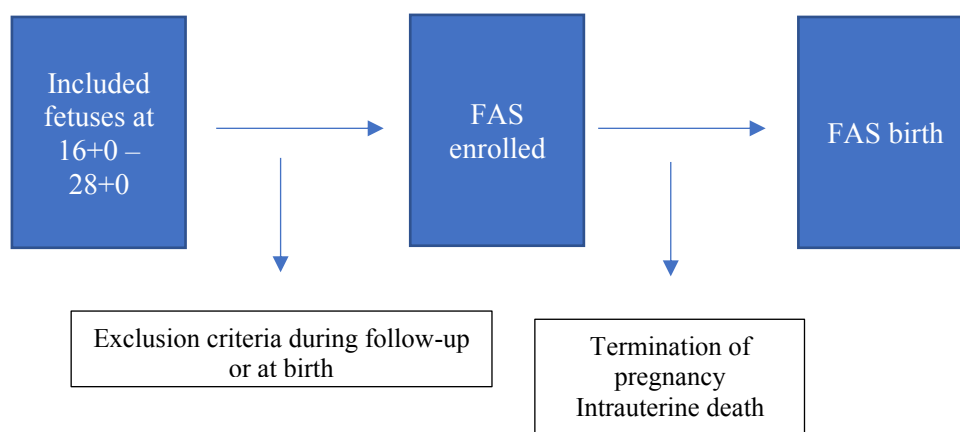 Included
fetuses at
16+0 –
28+0
FAS
enrolled
FAS birth
Exclusion criteria during follow-up
or at birth
Termination of
pregnancy
Intrauterine death